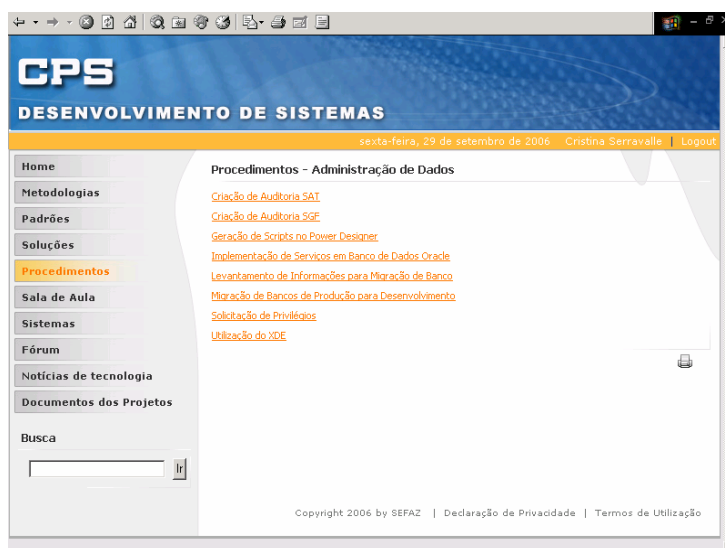 CPS
DESENVOLVIMENTO DE SISTEMAS
sexta-feira, 29 de setembro de 2006 Cristina Serravalle | Logout
Home
Metodologias
Padrões
Soluções
Procedimentos
Sala de Aula
Sistemas
Fórum
Notícias de tecnologia
Documentos dos Projetos
Busca
Ir
Procedimentos - Administração de Dados
Criação de Auditoria SAT
Criação de Auditoria SGF
Geração de Scripts no Power Designer
Implementação de Serviços em Banco de Dados Oracle
Levantamento de Informações para Migração de Banco
Migração de Bancos de Produção para Desenvolvimento
Solicitação de Privilégios
Utilização do XDE
Copyright 2006 by SEFAZ | Declaração de Privacidade | Termos de Utilização